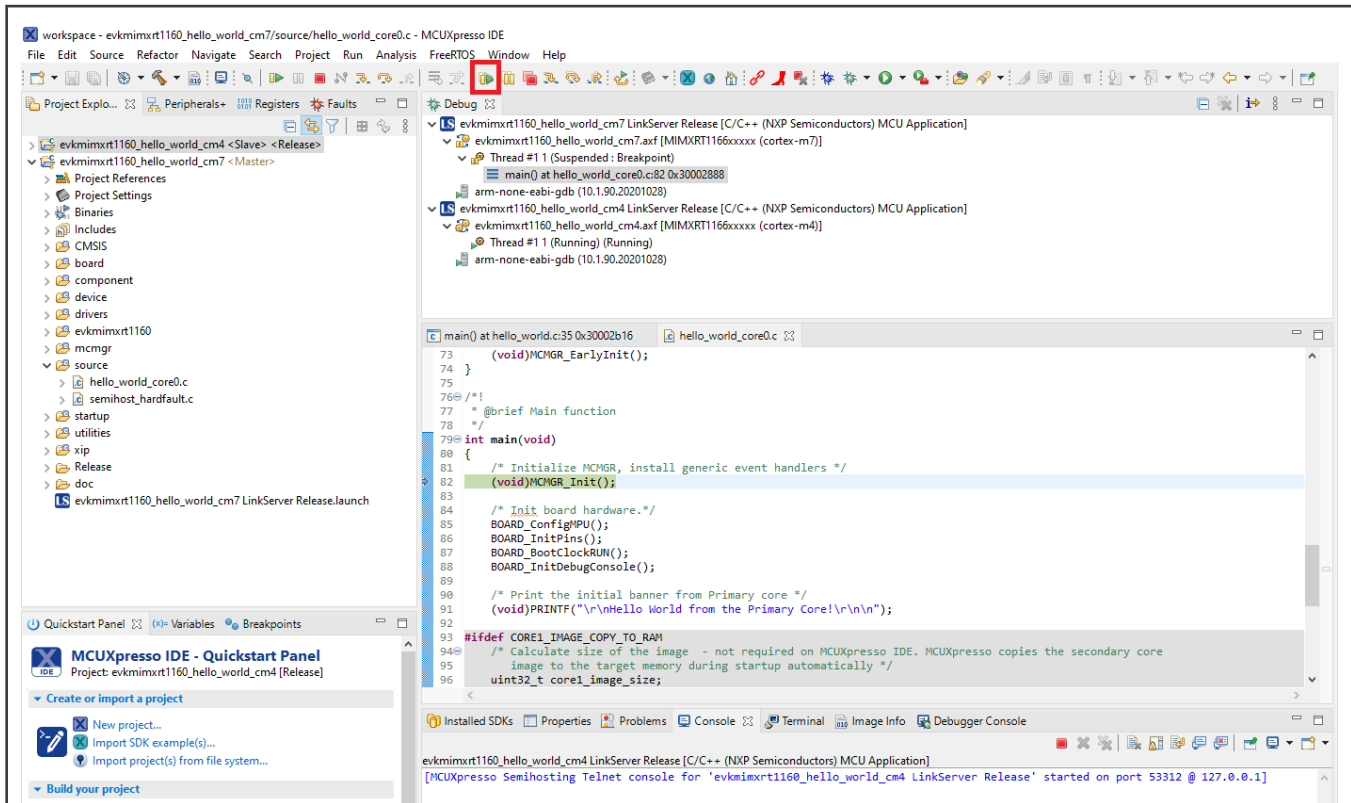 workspace - evkmimxrt1160_hello_world_cm7/source/hello_world_core0.c - MCUXpresso IDE
File Edit Source Refactor Navigate Search Project Run Analysis FreeRTOS Window Help
Project Explo... Peripherals+ Registers Faults
evkmimxrt1160_hello_world_cm4 <Slave> <Release>
evkmimxrt1160_hello_world_cm7 <Master>
Project References
Project Settings
Binaries
Includes
CMSIS
board
component
device
drivers
evkmimxrt1160
mcmgr
source
hello_world_core0.c
semihost_hardfault.c
startup
utilities
xip
Release
doc
evkmimxrt1160_hello_world_cm7 LinkServer Release.launch
Debug
evkmimxrt1160_hello_world_cm7 LinkServer Release [C/C++ (NXP Semiconductors) MCU Application]
evkmimxrt1160_hello_world_cm7.axf [MIMXRT1166xxxxx (cortex-m7)]
Thread #1 1 (Suspended : Breakpoint)
main() at hello_world_core0.c:82 0x30002888
arm-none-eabi-gdb (10.1.90.20201028)
evkmimxrt1160_hello_world_cm4 LinkServer Release [C/C++ (NXP Semiconductors) MCU Application]
evkmimxrt1160_hello_world_cm4.axf [MIMXRT1166xxxxx (cortex-m4)]
Thread #1 1 (Running) (Running)
arm-none-eabi-gdb (10.1.90.20201028)
main() at hello_world.c:35 0x30002b16 hello_world_core0.c
73 (void)MCMGR_EarlyInit();
74 }
75
76 /*!
77 * @brief Main function
78 */
79 int main(void)
80 {
81 /* Initialize MCMGR, install generic event handlers */
82 (void)MCMGR_Init();
83
84 /* Init board hardware.*/
85 BOARD_ConfigMPU();
86 BOARD_InitPins();
87 BOARD_BootClockRUN();
88 BOARD_InitDebugConsole();
89
90 /* Print the initial banner from Primary core */
91 (void)PRINTF("\r\nHello World from the Primary Core!\r\n\n");
92
93 #ifdef CORE1_IMAGE_COPY_TO_RAM
94 /* Calculate size of the image - not required on MCUXpresso IDE. MCUXpresso copies the secondary core
95 image to the target memory during startup automatically */
96 uint32_t core1_image_size;
Quickstart Panel (x)= Variables Breakpoints
IDE
MCUXpresso IDE - Quickstart Panel
Project: evkmimxrt1160_hello_world_cm4 [Release]
Create or import a project
New project...
Import SDK example(s)...
Import project(s) from file system...
Build your project
Installed SDKs Properties Problems Console Terminal Image Info Debugger Console
evkmimxrt1160_hello_world_cm4 LinkServer Release [C/C++ (NXP Semiconductors) MCU Application]
[MCUXpresso Semihosting Telnet console for 'evkmimxrt1160_hello_world_cm4 LinkServer Release' started on port 53312 @ 127.0.0.1]